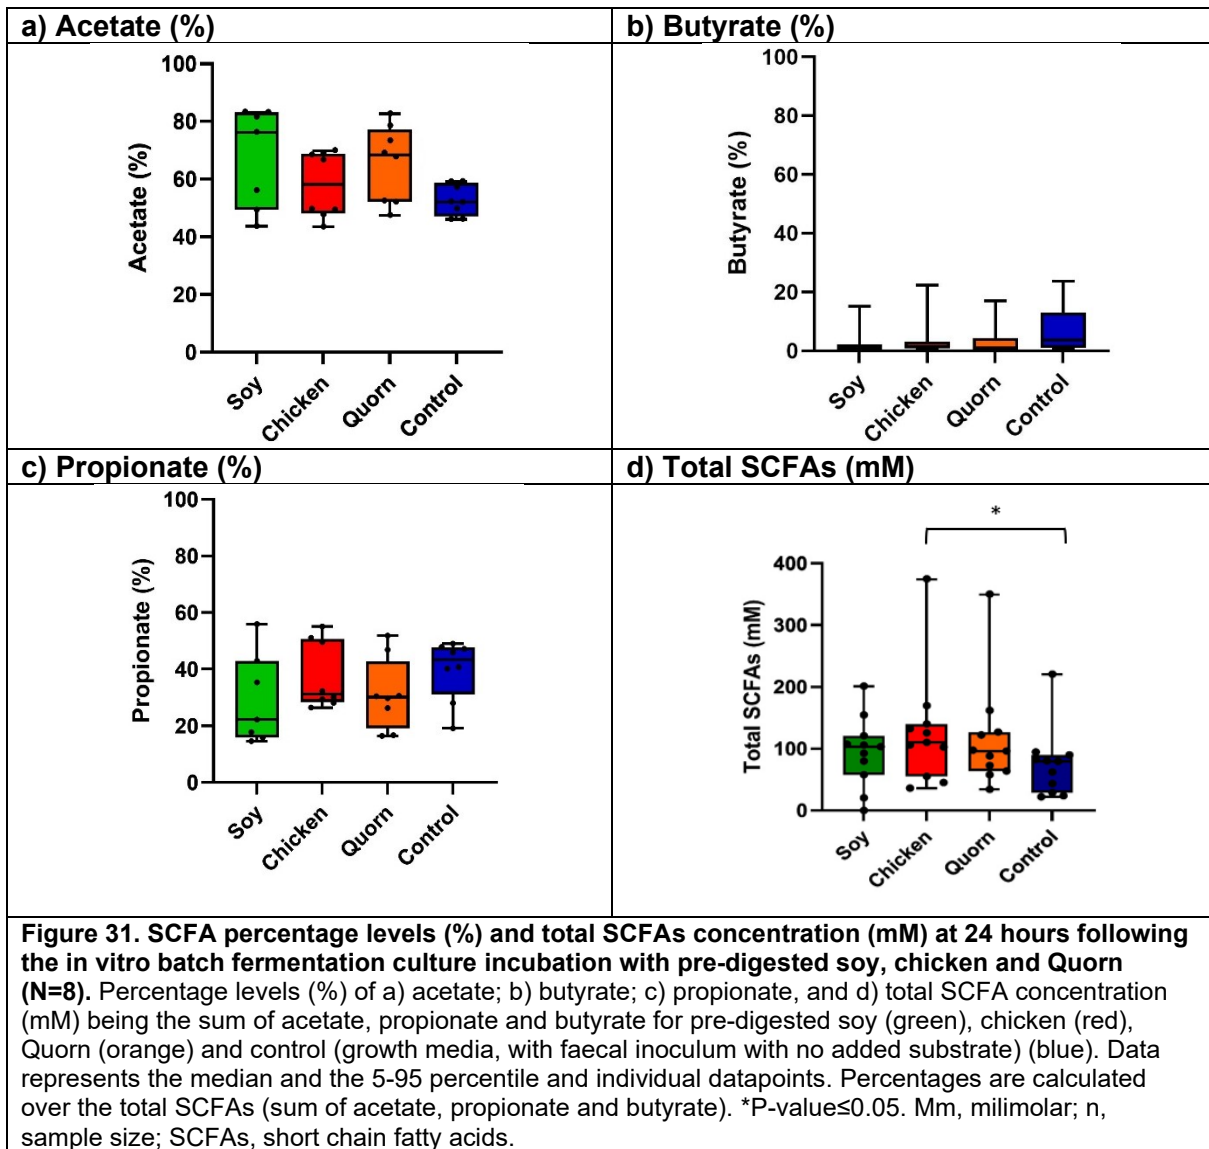 a) Acetate (%)
b) Butyrate (%)
100
80
60
40
20
0
Acetate (%)
Soy
Chicken
Quorn
Control
100
80
60
40
20
0
Butyrate (%)
Soy
Chicken
Quorn
Control
c) Propionate (%)
d) Total SCFAs (mM)
100
80
60
40
20
0
Propionate (%)
Soy
Chicken
Quorn
Control
*
400
300
200
100
0
Total SCFAs (mM)
Soy
Chicken
Quorn
Control
Figure 31. SCFA percentage levels (%) and total SCFAs concentration (mM) at 24 hours following
the in vitro batch fermentation culture incubation with pre-digested soy, chicken and Quorn
(N=8). Percentage levels (%) of a) acetate; b) butyrate; c) propionate, and d) total SCFA concentration
(mM) being the sum of acetate, propionate and butyrate for pre-digested soy (green), chicken (red),
Quorn (orange) and control (growth media, with faecal inoculum with no added substrate) (blue). Data
represents the median and the 5-95 percentile and individual datapoints. Percentages are calculated
over the total SCFAs (sum of acetate, propionate and butyrate). *P-value≤0.05. Mm, milimolar; n,
sample size; SCFAs, short chain fatty acids.